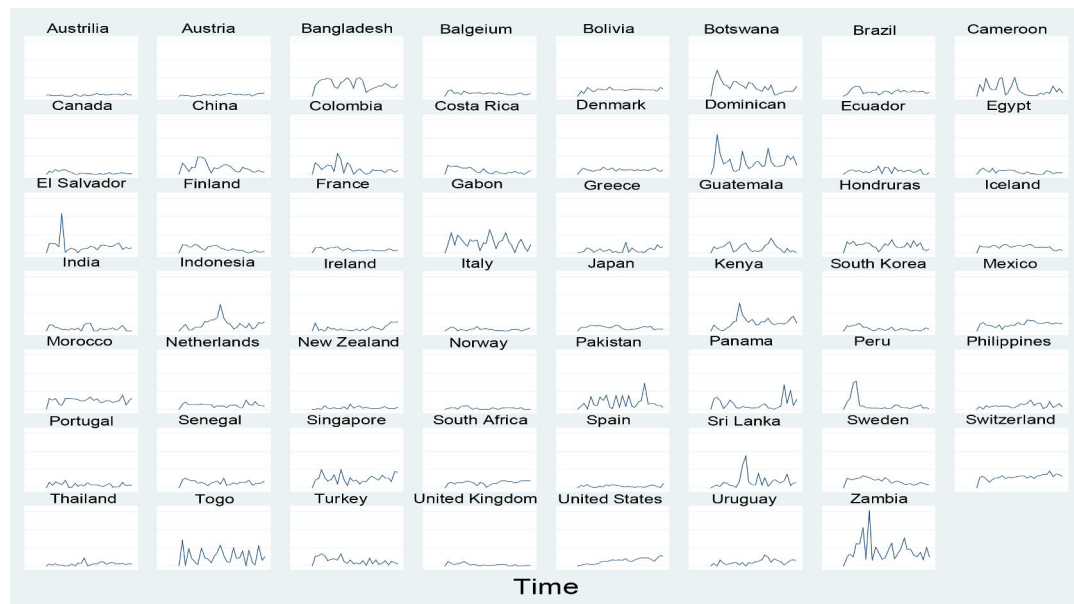 Austrilia Austria Bangladesh Balgeium Bolivia Botswana Brazil Cameroon
Canada China Colombia Costa Rica Denmark Dominican Ecuador Egypt
El Salvador Finland France Gabon Greece Guatemala Hondruras Iceland
India Indonesia Ireland Italy Japan Kenya South Korea Mexico
Morocco Netherlands New Zealand Norway Pakistan Panama Peru Philippines
Portugal Senegal Singapore South Africa Spain Sri Lanka Sweden Switzerland
Thailand Togo Turkey United Kingdom United States Uruguay Zambia
Time